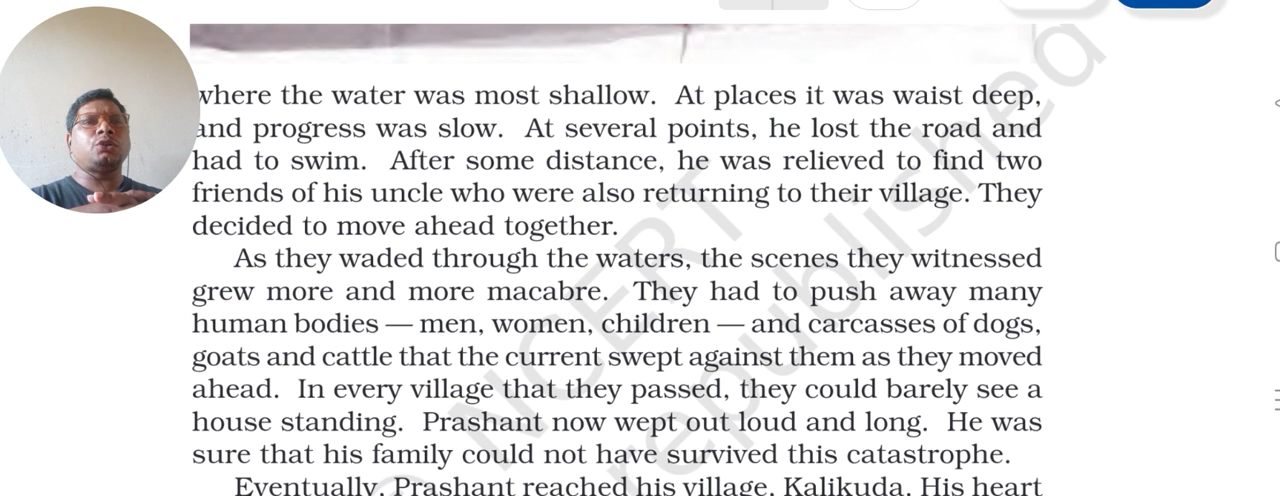 where the water was most shallow. At places it was waist deep,
and progress was slow. At several points, he lost the road and
had to swim. After some distance, he was relieved to find two
friends of his uncle who were also returning to their village. They
decided to move ahead together.
As they waded through the waters, the scenes they witnessed
grew more and more macabre. They had to push away many
human bodies — men, women, children — and carcasses of dogs,
goats and cattle that the current swept against them as they moved
ahead. In every village that they passed, they could barely see a
house standing. Prashant now wept out loud and long. He was
sure that his family could not have survived this catastrophe.
Eventually, Prashant reached his village, Kalikuda. His heart
NCERT
republished